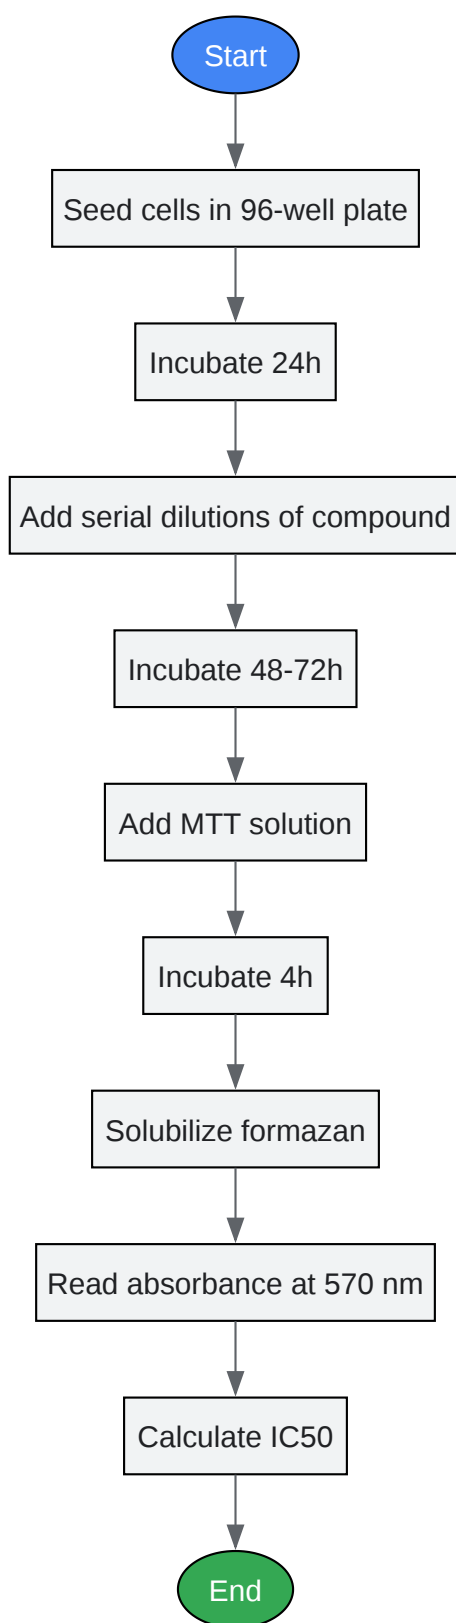 Start
Seed cells in 96-well plate
Incubate 24h
Add serial dilutions of compound
Incubate 48-72h
Add MTT solution
Incubate 4h
Solubilize formazan
Read absorbance at 570 nm
Calculate IC50
End